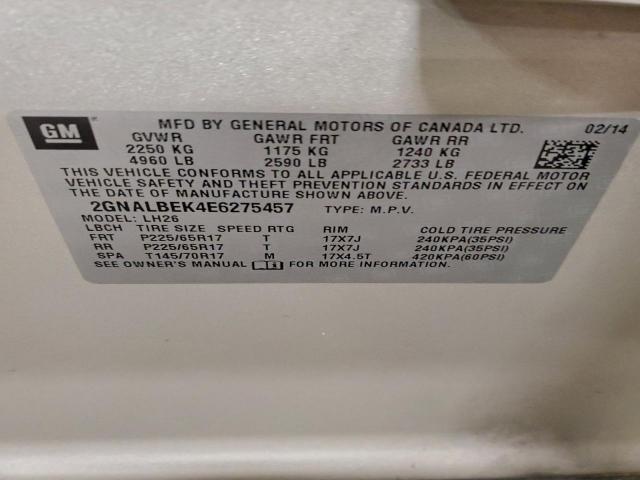 GM
MFD BY GENERAL MOTORS OF CANADA LTD. 02/14
GVWR GAWR FRT GAWR RR
2250 KG 1175 KG 1240 KG
4960 LB 2590 LB 2733 LB
THIS VEHICLE CONFORMS TO ALL APPLICABLE U.S. FEDERAL MOTOR
VEHICLE SAFETY AND THEFT PREVENTION STANDARDS IN EFFECT ON
THE DATE OF MANUFACTURE SHOWN ABOVE.
2GNALBEK4E6275457 TYPE: M.P.V.
MODEL: LH26
LBCH TIRE SIZE SPEED RTG RIM COLD TIRE PRESSURE
FRT P225/65R17 T 17X7J 240KPA(35PSI)
RR P225/65R17 T 17X7J 240KPA(35PSI)
SPA T145/70R17 M 17X4.5T 420KPA(60PSI)
SEE OWNER'S MANUAL FOR MORE INFORMATION.